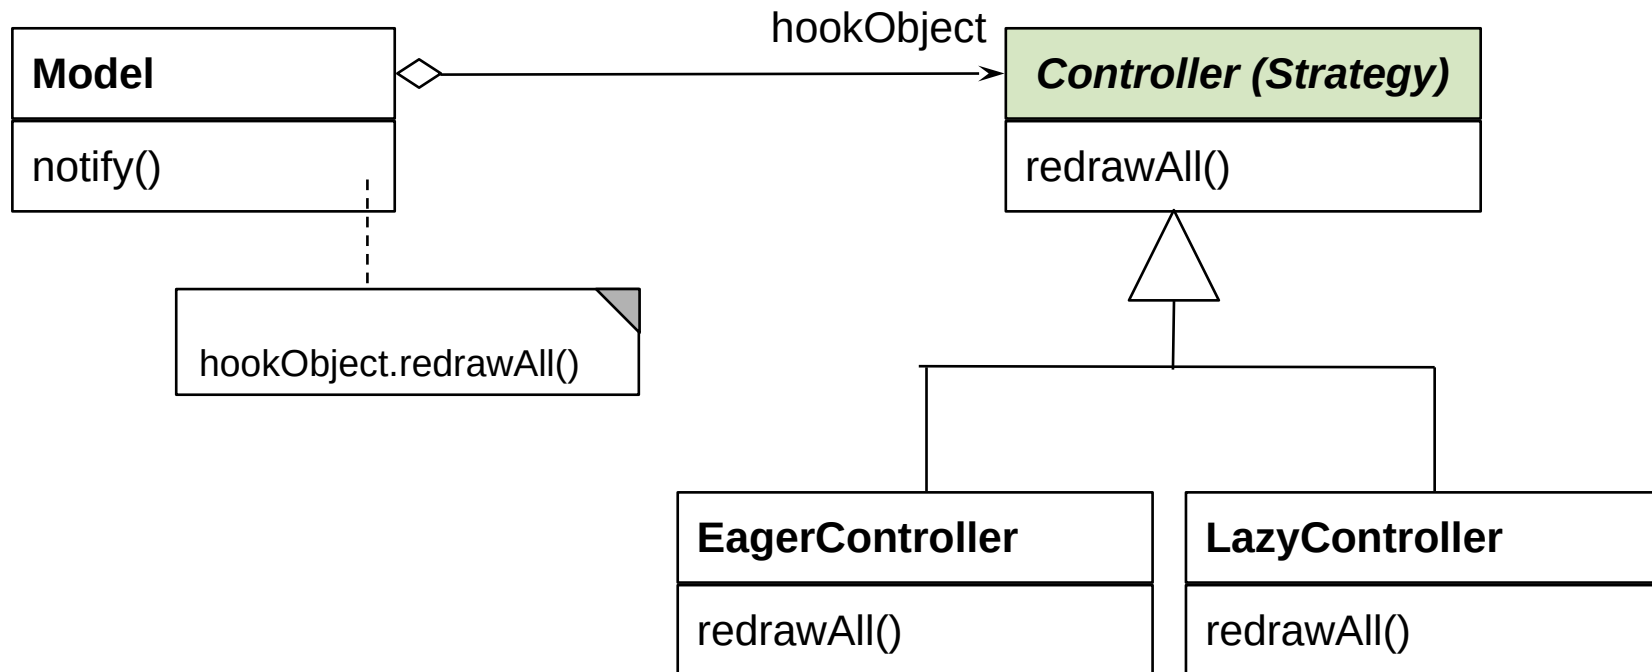 hookObject
Model
Controller (Strategy)
notify()
redrawAll()
hookObject.redrawAll()
EagerController
LazyController
redrawAll()
redrawAll()